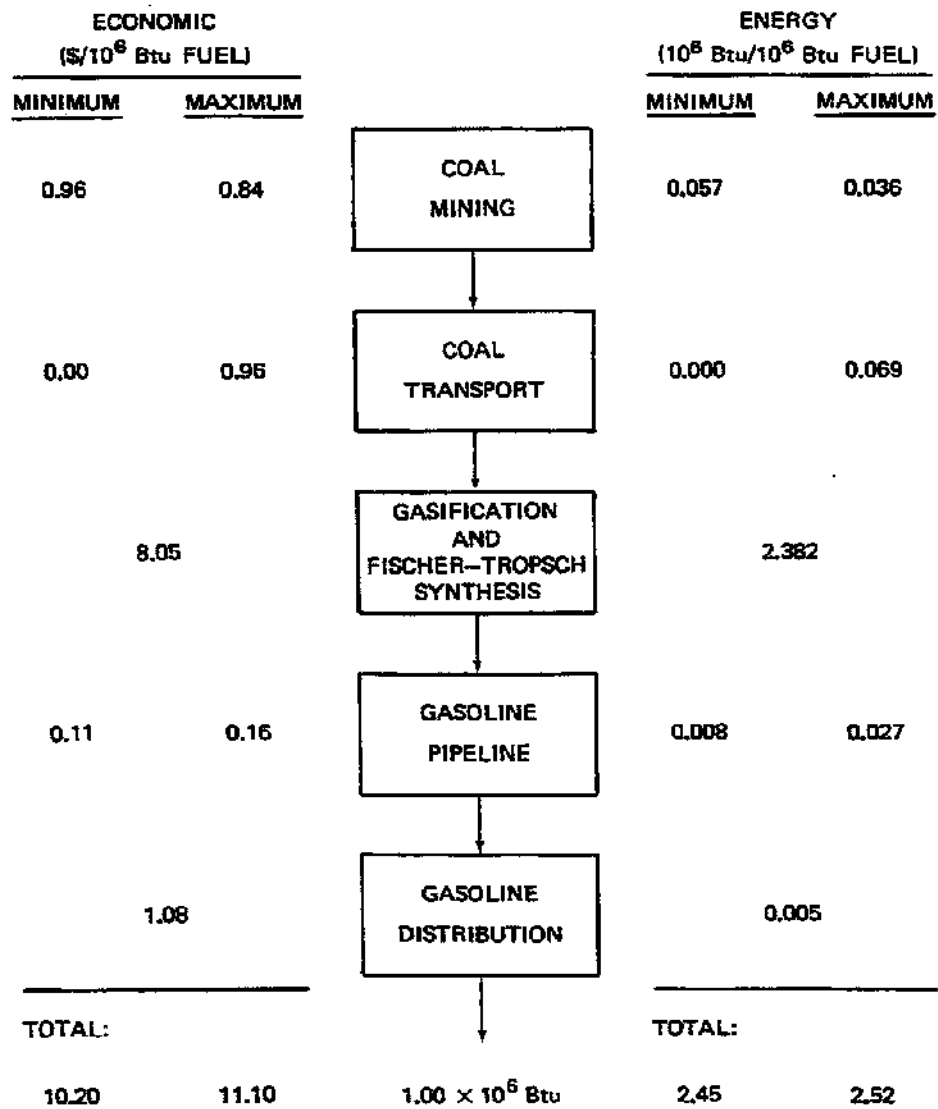 ECONOMIC
($/10⁶ Btu FUEL)
MINIMUM MAXIMUM
ENERGY
(10⁶ Btu/10⁶ Btu FUEL)
MINIMUM MAXIMUM
0.96 0.84
COAL
MINING
0.057 0.036
0.00 0.96
COAL
TRANSPORT
0.000 0.069
8.05
GASIFICATION
AND
FISCHER–TROPSCH
SYNTHESIS
2.382
0.11 0.16
GASOLINE
PIPELINE
0.008 0.027
1.08
GASOLINE
DISTRIBUTION
0.005
TOTAL:
TOTAL:
10.20 11.10
1.00 × 10⁶ Btu
2.45 2.52